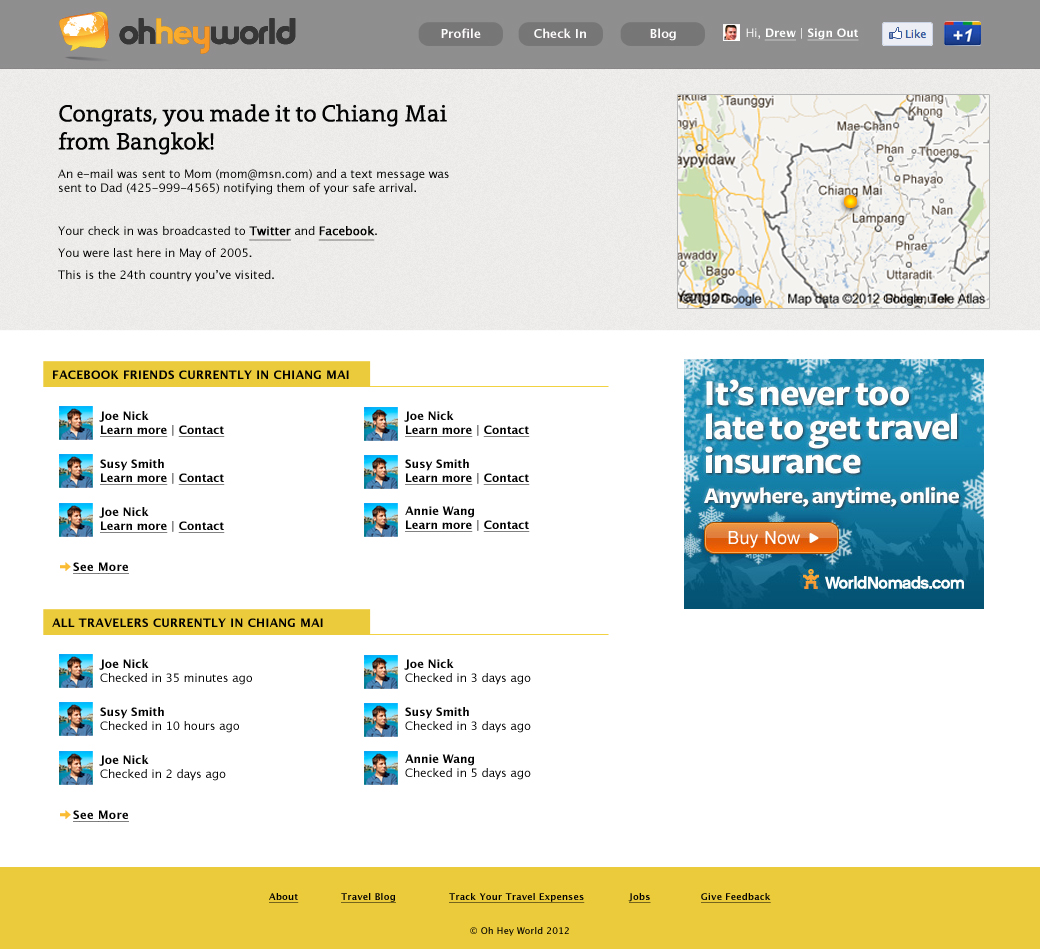 ohheyworld
Profile
Check In
Blog
Hi, Drew | Sign Out
Like
+1
Congrats, you made it to Chiang Mai
from Bangkok!
An e-mail was sent to Mom (mom@msn.com) and a text message was
sent to Dad (425-999-4565) notifying them of your safe arrival.
Your check in was broadcasted to Twitter and Facebook.
You were last here in May of 2005.
This is the 24th country you've visited.
Taunggyi
Chiang
Khong
Mae-Chan
Phan
Thoeng
aypyidaw
Chiang Mai
Phayao
Nan
Lampang
Phrae
awaddy
Bago
Uttaradit
Yangon
Google
Map data ©2012 Google, Tele Atlas
FACEBOOK FRIENDS CURRENTLY IN CHIANG MAI
Joe Nick
Learn more | Contact
Joe Nick
Learn more | Contact
Susy Smith
Learn more | Contact
Susy Smith
Learn more | Contact
Joe Nick
Learn more | Contact
Annie Wang
Learn more | Contact
See More
It's never too
late to get travel
insurance
Anywhere, anytime, online
Buy Now
WorldNomads.com
ALL TRAVELERS CURRENTLY IN CHIANG MAI
Joe Nick
Checked in 35 minutes ago
Joe Nick
Checked in 3 days ago
Susy Smith
Checked in 10 hours ago
Susy Smith
Checked in 3 days ago
Joe Nick
Checked in 2 days ago
Annie Wang
Checked in 5 days ago
See More
About
Travel Blog
Track Your Travel Expenses
Jobs
Give Feedback
© Oh Hey World 2012